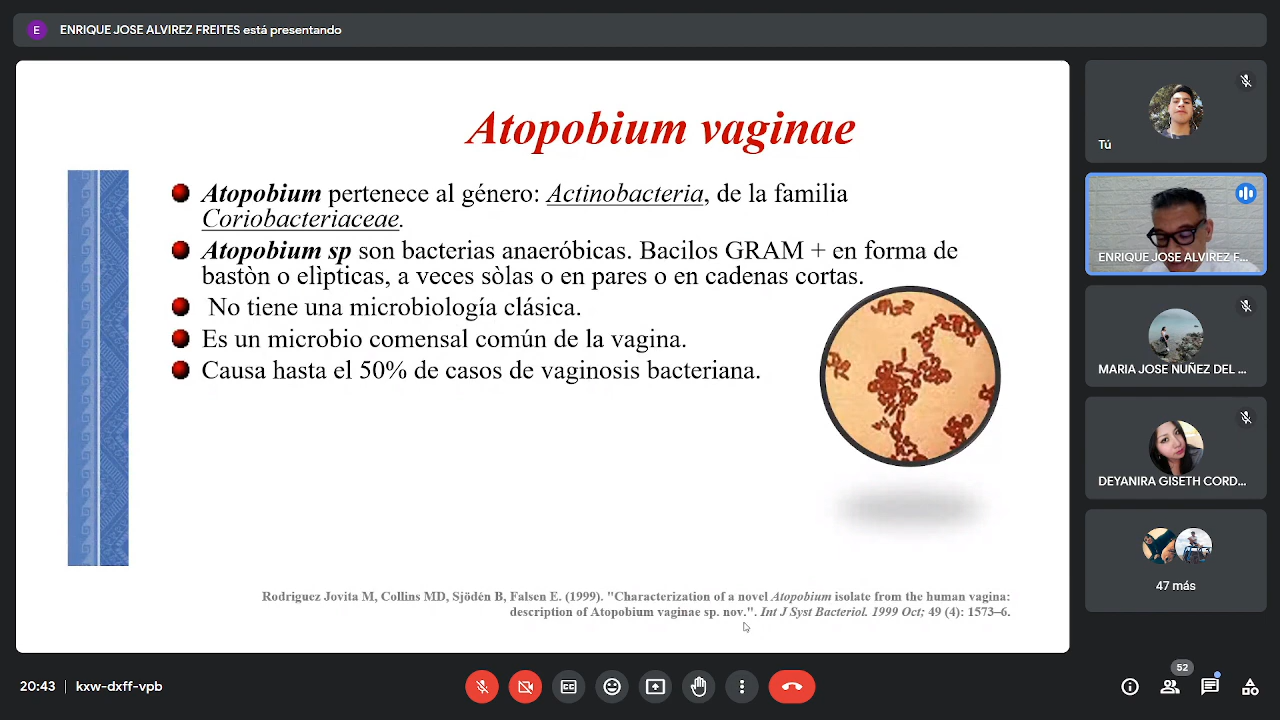 E
ENRIQUE JOSE ALVIREZ FREITES está presentando
Atopobium vaginae
Atopobium pertenece al género: Actinobacteria, de la familia
Coriobacteriaceae.
Atopobium sp son bacterias anaeróbicas. Bacilos GRAM + en forma de
bastòn o elìpticas, a veces sòlas o en pares o en cadenas cortas.
No tiene una microbiología clásica.
Es un microbio comensal común de la vagina.
Causa hasta el 50% de casos de vaginosis bacteriana.
Rodriguez Jovita M, Collins MD, Sjödén B, Falsen E. (1999). "Characterization of a novel Atopobium isolate from the human vagina:
description of Atopobium vaginae sp. nov.". Int J Syst Bacteriol. 1999 Oct; 49 (4): 1573–6.
Tú
ENRIQUE JOSE ALVIREZ F...
MARIA JOSE NUÑEZ DEL ...
DEYANIRA GISETH CORD...
47 más
20:43 | kxw-dxff-vpb
52